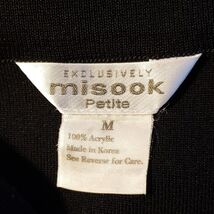 EXCLUSIVELY
misook
Petite
M
100% Acrylic
Made in Korea
See Reverse for Care.